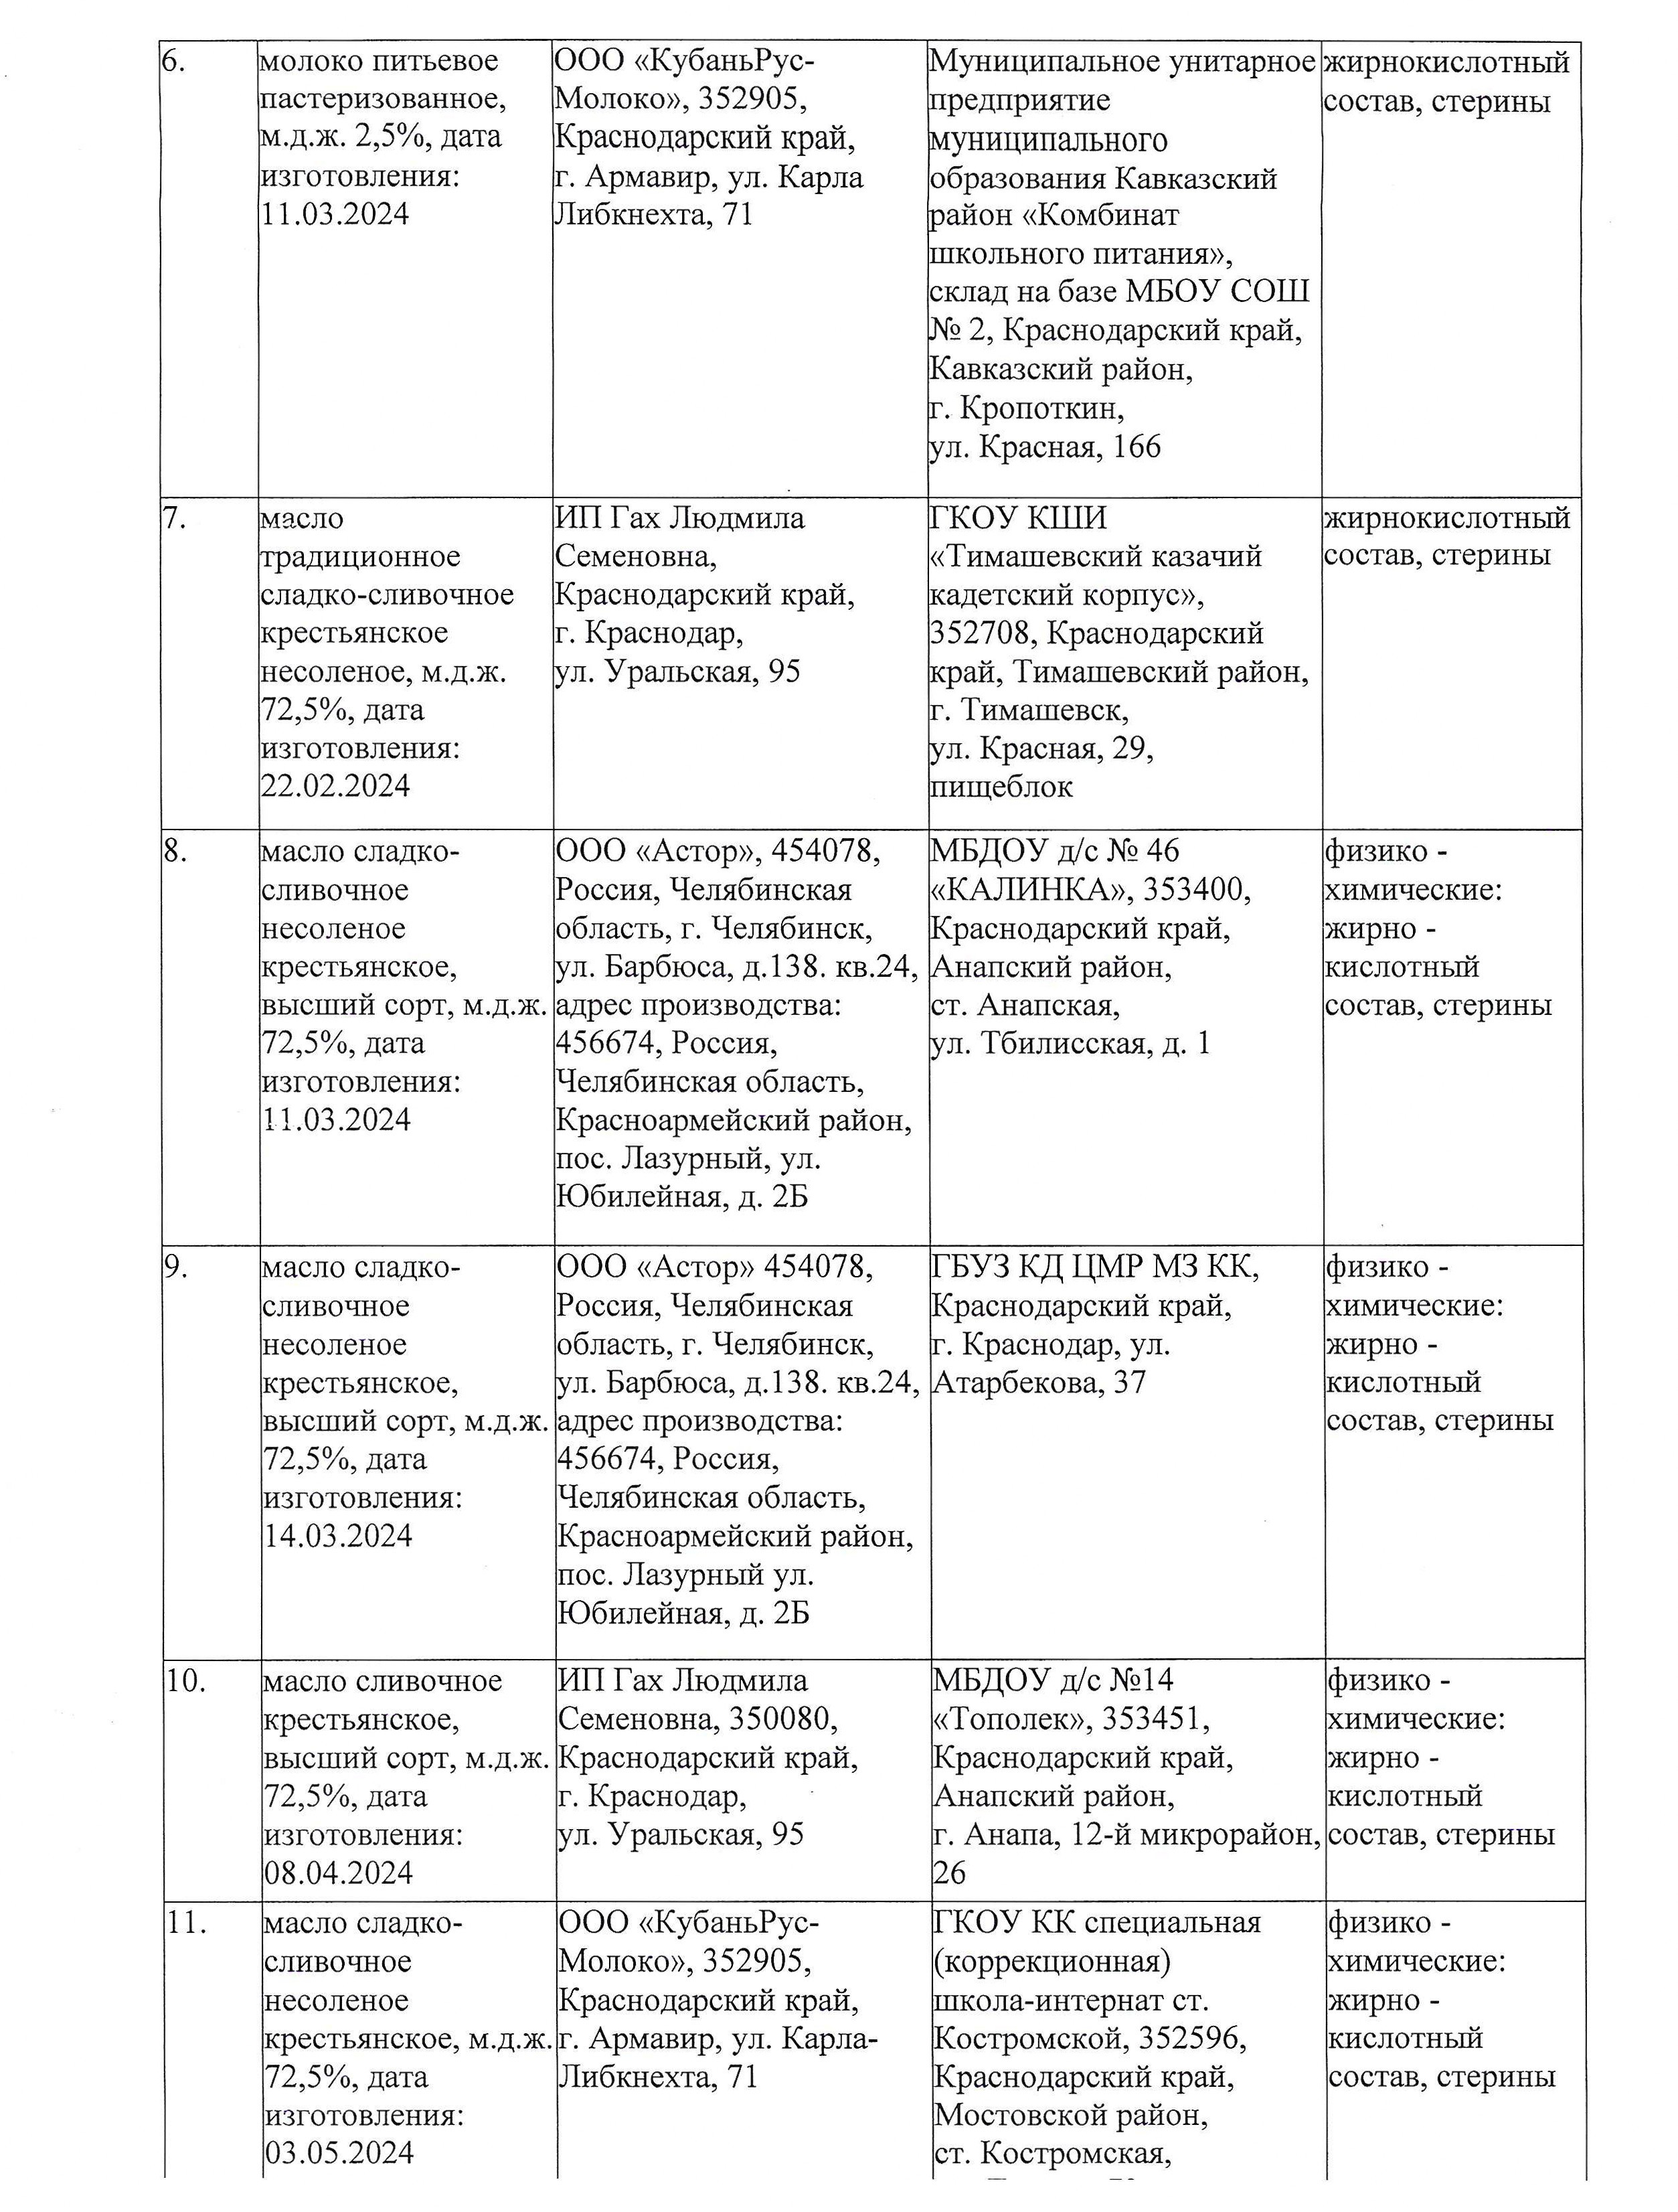 6.
молоко питьевое
пастеризованное,
м.д.ж. 2,5%, дата
изготовления:
11.03.2024
ООО «КубаньРус-
Молоко», 352905,
Краснодарский край,
г. Армавир, ул. Карла
Либкнехта, 71
Муниципальное унитарное
предприятие
муниципального
образования Кавказский
район «Комбинат
школьного питания»,
склад на базе МБОУ СОШ
№ 2, Краснодарский край,
Кавказский район,
г. Кропоткин,
ул. Красная, 166
жирнокислотный
состав, стерины
7.
масло
традиционное
сладко-сливочное
крестьянское
несоленое, м.д.ж.
72,5%, дата
изготовления:
22.02.2024
ИП Гах Людмила
Семеновна,
Краснодарский край,
г. Краснодар,
ул. Уральская, 95
ГКОУ КШИ
«Тимашевский казачий
кадетский корпус»,
352708, Краснодарский
край, Тимашевский район,
г. Тимашевск,
ул. Красная, 29,
пищеблок
жирнокислотный
состав, стерины
8.
масло сладко-
сливочное
несоленое
крестьянское,
высший сорт, м.д.ж.
72,5%, дата
изготовления:
11.03.2024
ООО «Астор», 454078,
Россия, Челябинская
область, г. Челябинск,
ул. Барбюса, д.138. кв.24,
адрес производства:
456674, Россия,
Челябинская область,
Красноармейский район,
пос. Лазурный, ул.
Юбилейная, д. 2Б
МБДОУ д/с № 46
«КАЛИНКА», 353400,
Краснодарский край,
Анапский район,
ст. Анапская,
ул. Тбилисская, д. 1
физико -
химические:
жирно -
кислотный
состав, стерины
9.
масло сладко-
сливочное
несоленое
крестьянское,
высший сорт, м.д.ж.
72,5%, дата
изготовления:
14.03.2024
ООО «Астор» 454078,
Россия, Челябинская
область, г. Челябинск,
ул. Барбюса, д.138. кв.24,
адрес производства:
456674, Россия,
Челябинская область,
Красноармейский район,
пос. Лазурный ул.
Юбилейная, д. 2Б
ГБУЗ КД ЦМР МЗ КК,
Краснодарский край,
г. Краснодар, ул.
Атарбекова, 37
физико -
химические:
жирно -
кислотный
состав, стерины
10.
масло сливочное
крестьянское,
высший сорт, м.д.ж.
72,5%, дата
изготовления:
08.04.2024
ИП Гах Людмила
Семеновна, 350080,
Краснодарский край,
г. Краснодар,
ул. Уральская, 95
МБДОУ д/с №14
«Тополек», 353451,
Краснодарский край,
Анапский район,
г. Анапа, 12-й микрорайон,
26
физико -
химические:
жирно -
кислотный
состав, стерины
11.
масло сладко-
сливочное
несоленое
крестьянское, м.д.ж.
72,5%, дата
изготовления:
03.05.2024
ООО «КубаньРус-
Молоко», 352905,
Краснодарский край,
г. Армавир, ул. Карла-
Либкнехта, 71
ГКОУ КК специальная
(коррекционная)
школа-интернат ст.
Костромской, 352596,
Краснодарский край,
Мостовской район,
ст. Костромская,
физико -
химические:
жирно -
кислотный
состав, стерины